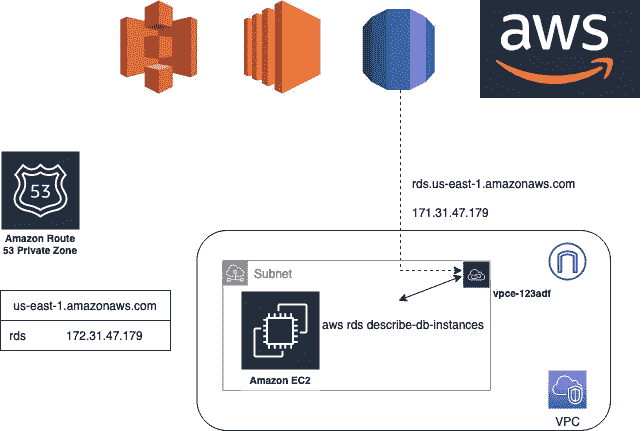 aws
rds.us-east-1.amazonaws.com
171.31.47.179
53
Amazon Route
53 Private Zone
Subnet
vpce-123adf
us-east-1.amazonaws.com
rds 172.31.47.179
aws rds describe-db-instances
Amazon EC2
VPC